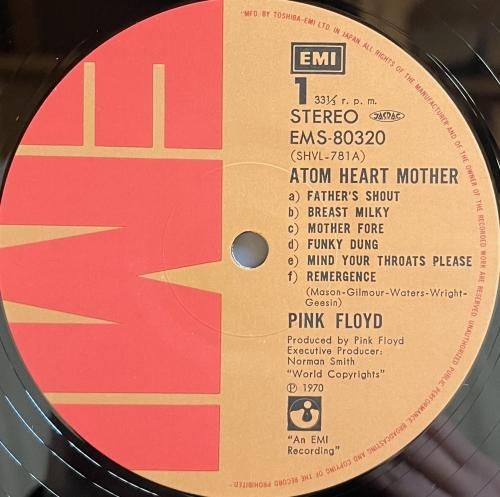 "MFD. BY TOSHIBA-EMI LTD. IN JAPAN ALL RIGHTS OF THE MANUFACTURER AND OF THE OWNER OF THE RECORDED WORK ARE RESERVED UNAUTHORIZED PUBLIC PERFORMANCE, BROADCASTING AND COPYING OF THE RECORD PROHIBITED"
EMI
EMI
1 33⅓ r. p. m.
STEREO JASRAC
EMS-80320
(SHVL-781A)
ATOM HEART MOTHER
a) FATHER'S SHOUT
b) BREAST MILKY
c) MOTHER FORE
d) FUNKY DUNG
e) MIND YOUR THROATS PLEASE
f) REMERGENCE
(Mason-Gilmour-Waters-Wright-
Geesin)
PINK FLOYD
Produced by Pink Floyd
Executive Producer:
Norman Smith
"World Copyrights"
Ⓟ 1970
"An EMI
Recording"